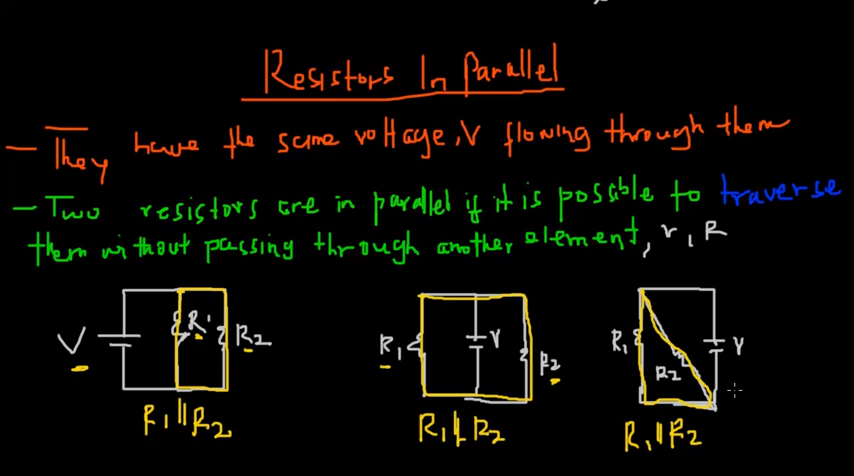 Resistors In Parallel
- They have the same voltage, V flowing through them
- Two resistors are in parallel if it is possible to traverse
them without passing through another element, r, R
V R1 R2 R1 V R2 R1 R2 V
R1 || R2 R1 || R2 R1 || R2